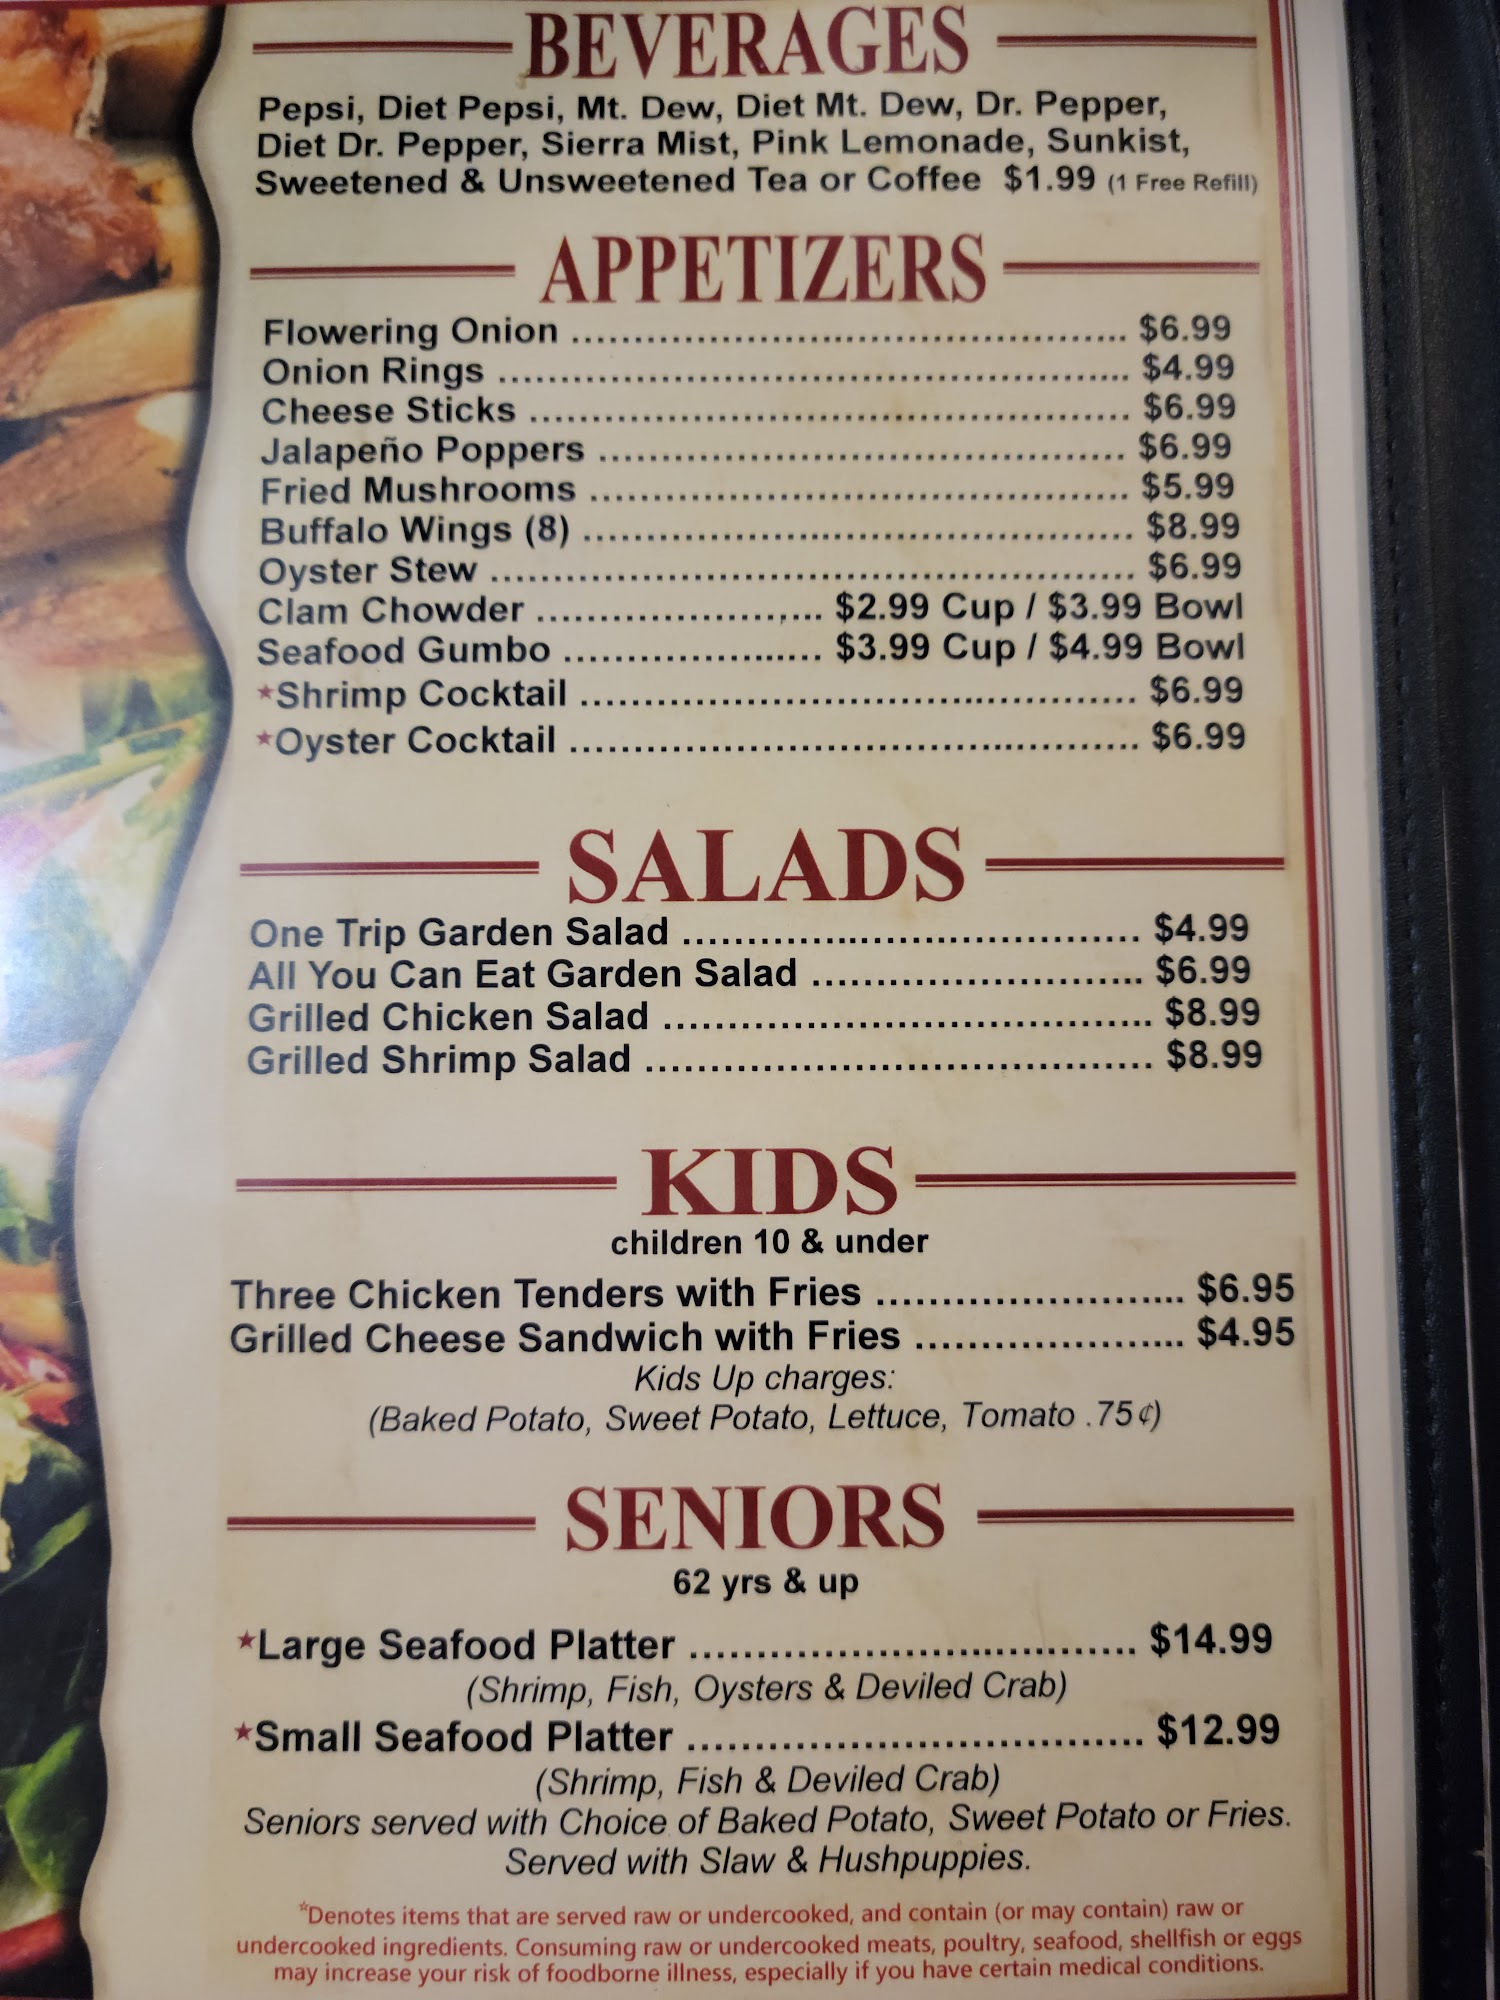 BEVERAGES
Pepsi, Diet Pepsi, Mt. Dew, Diet Mt. Dew, Dr. Pepper,
Diet Dr. Pepper, Sierra Mist, Pink Lemonade, Sunkist,
Sweetened & Unsweetened Tea or Coffee $1.99 (1 Free Refill)
APPETIZERS
Flowering Onion ............................................ $6.99
Onion Rings .................................................. $4.99
Cheese Sticks ................................................ $6.99
Jalapeño Poppers .......................................... $6.99
Fried Mushrooms ........................................... $5.99
Buffalo Wings (8) ............................................ $8.99
Oyster Stew ................................................... $6.99
Clam Chowder ....................... $2.99 Cup / $3.99 Bowl
Seafood Gumbo ..................... $3.99 Cup / $4.99 Bowl
*Shrimp Cocktail ............................................ $6.99
*Oyster Cocktail ............................................. $6.99
SALADS
One Trip Garden Salad .................................... $4.99
All You Can Eat Garden Salad .......................... $6.99
Grilled Chicken Salad ...................................... $8.99
Grilled Shrimp Salad ........................................ $8.99
KIDS
children 10 & under
Three Chicken Tenders with Fries ........................ $6.95
Grilled Cheese Sandwich with Fries ..................... $4.95
Kids Up charges:
(Baked Potato, Sweet Potato, Lettuce, Tomato .75¢)
SENIORS
62 yrs & up
*Large Seafood Platter .................................. $14.99
(Shrimp, Fish, Oysters & Deviled Crab)
*Small Seafood Platter .................................. $12.99
(Shrimp, Fish & Deviled Crab)
Seniors served with Choice of Baked Potato, Sweet Potato or Fries.
Served with Slaw & Hushpuppies.
*Denotes items that are served raw or undercooked, and contain (or may contain) raw or
undercooked ingredients. Consuming raw or undercooked meats, poultry, seafood, shellfish or eggs
may increase your risk of foodborne illness, especially if you have certain medical conditions.